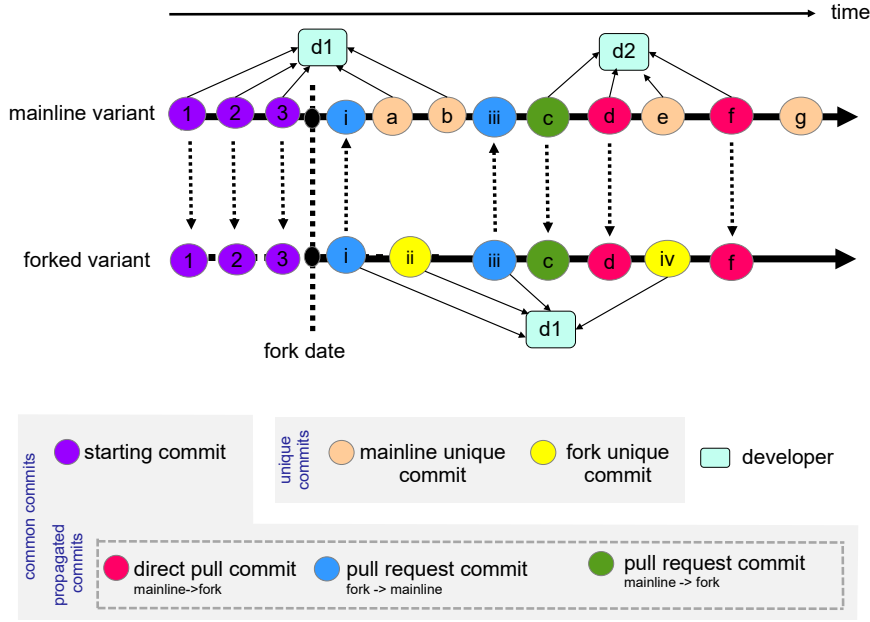 time
d1
d2
mainline variant
1 2 3 i a b iii c d e f g
forked variant
1 2 3 i ii iii c d iv f
d1
fork date
common commits
starting commit
unique
commits
mainline unique
commit
fork unique
commit
developer
propagated
commits
direct pull commit
mainline->fork
pull request commit
fork -> mainline
pull request commit
mainline -> fork